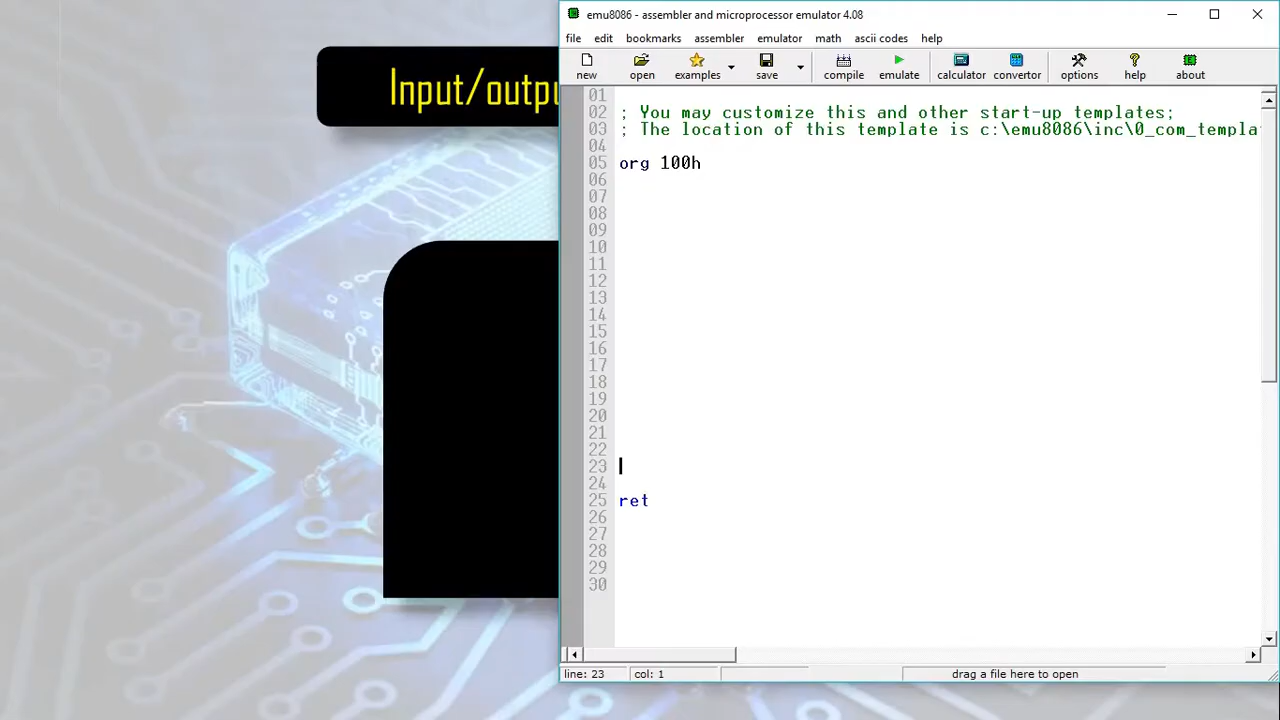 Input/outpu
emu8086 - assembler and microprocessor emulator 4.08
file edit bookmarks assembler emulator math ascii codes help
new open examples save compile emulate calculator convertor options help about
01
02 ; You may customize this and other start-up templates;
03 ; The location of this template is c:\emu8086\inc\0_com_templa
04
05 org 100h
06
07
08
09
10
11
12
13
14
15
16
17
18
19
20
21
22
23
24
25 ret
26
27
28
29
30
line: 23 col: 1 drag a file here to open